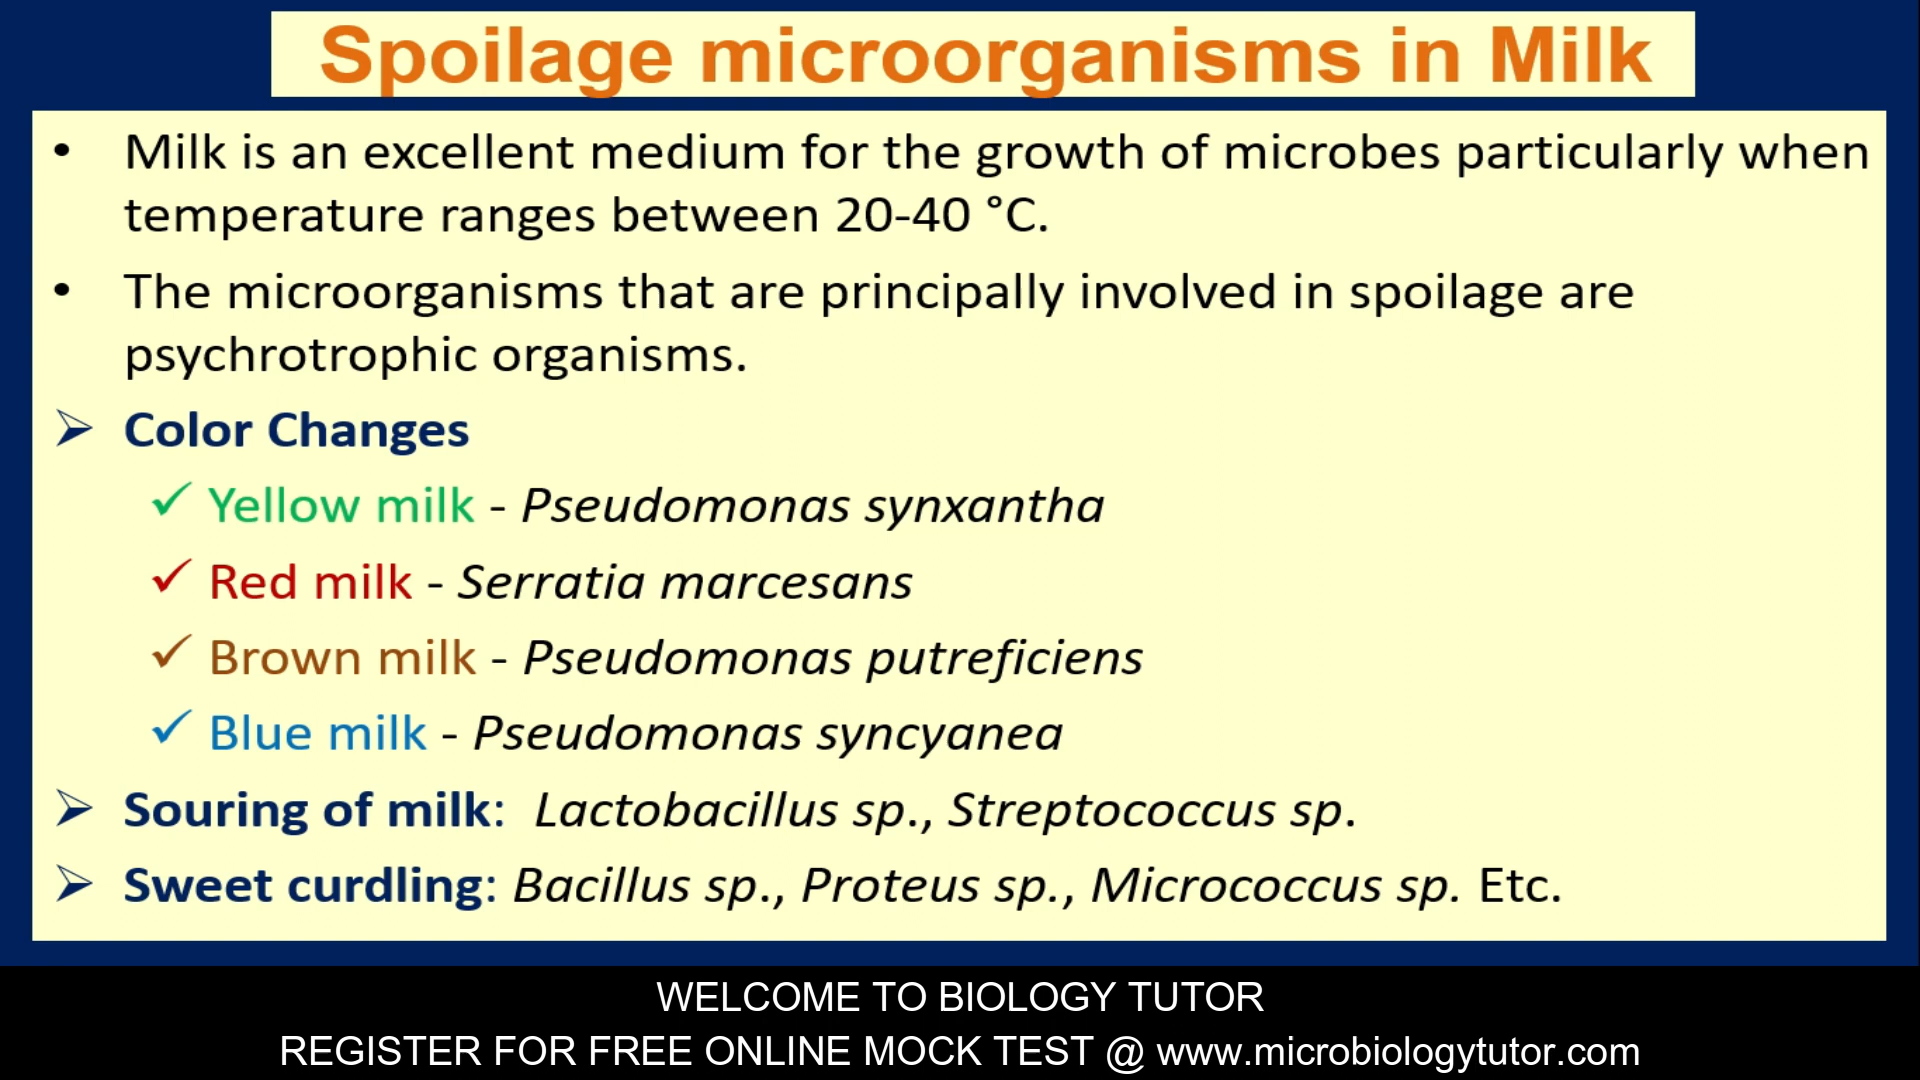 Spoilage microorganisms in Milk
• Milk is an excellent medium for the growth of microbes particularly when
temperature ranges between 20-40 °C.
• The microorganisms that are principally involved in spoilage are
psychrotrophic organisms.
➢ Color Changes
✓ Yellow milk - Pseudomonas synxantha
✓ Red milk - Serratia marcesans
✓ Brown milk - Pseudomonas putreficiens
✓ Blue milk - Pseudomonas syncyanea
➢ Souring of milk: Lactobacillus sp., Streptococcus sp.
➢ Sweet curdling: Bacillus sp., Proteus sp., Micrococcus sp. Etc.
WELCOME TO BIOLOGY TUTOR
REGISTER FOR FREE ONLINE MOCK TEST @ www.microbiologytutor.com